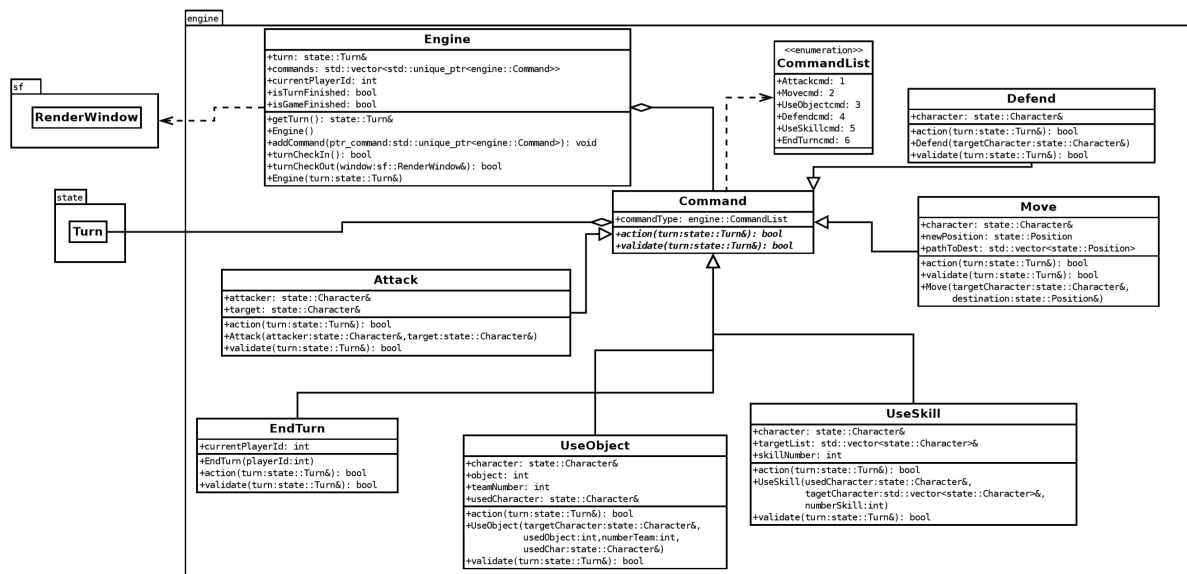 engine
Engine
+turn: state::Turn&
+commands: std::vector<std::unique_ptr<engine::Command>>
+currentPlayerId: int
+isTurnFinished: bool
+isGameFinished: bool
+getTurn(): state::Turn&
+Engine()
+addCommand(ptr_command:std::unique_ptr<engine::Command>): void
+turnCheckIn(): bool
+turnCheckOut(window:sf::RenderWindow&): bool
+Engine(turn:state::Turn&)
<<enumeration>>
CommandList
+Attackcmd: 1
+Movecmd: 2
+UseObjectcmd: 3
+Defendcmd: 4
+UseSkillcmd: 5
+EndTurncmd: 6
sf
RenderWindow
Defend
+character: state::Character&
+action(turn:state::Turn&): bool
+Defend(targetCharacter:state::Character&)
+validate(turn:state::Turn&): bool
state
Turn
Command
+commandType: engine::CommandList
+action(turn:state::Turn&): bool
+validate(turn:state::Turn&): bool
Move
+character: state::Character&
+newPosition: state::Position
+pathToDest: std::vector<state::Position>
+action(turn:state::Turn&): bool
+validate(turn:state::Turn&): bool
+Move(targetCharacter:state::Character&,
destination:state::Position&)
Attack
+attacker: state::Character&
+target: state::Character&
+action(turn:state::Turn&): bool
+Attack(attacker:state::Character&,target:state::Character&)
+validate(turn:state::Turn&): bool
EndTurn
+currentPlayerId: int
+EndTurn(playerId:int)
+action(turn:state::Turn&): bool
+validate(turn:state::Turn&): bool
UseObject
+character: state::Character&
+object: int
+teamNumber: int
+usedCharacter: state::Character&
+action(turn:state::Turn&): bool
+UseObject(targetCharacter:state::Character&,
usedObject:int,numberTeam:int,
usedChar:state::Character&)
+validate(turn:state::Turn&): bool
UseSkill
+character: state::Character&
+targetList: std::vector<state::Character>&
+skillNumber: int
+action(turn:state::Turn&): bool
+UseSkill(usedCharacter:state::Character&,
tagetCharacter:std::vector<state::Character>&,
numberSkill:int)
+validate(turn:state::Turn&): bool